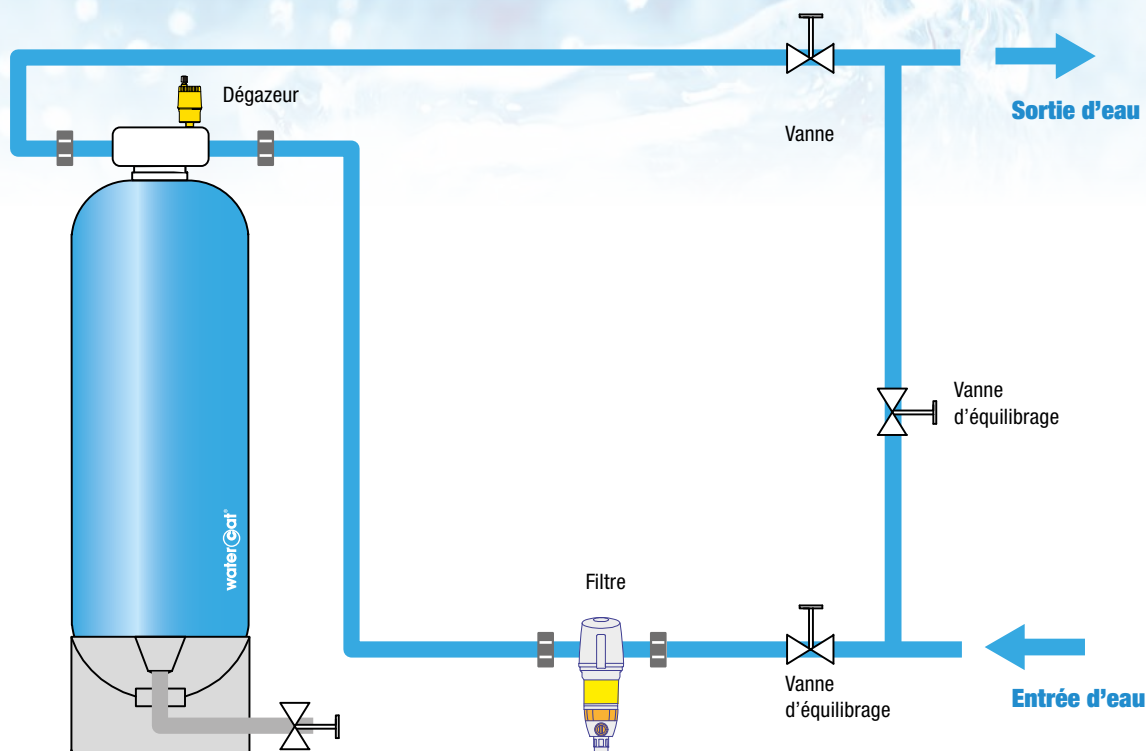 Dégazeur
Vanne
Sortie d’eau
Vanne
d’équilibrage
watercat®
Filtre
Vanne
d’équilibrage
Entrée d’eau